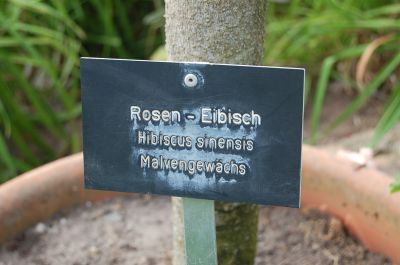 Rosen - Eibisch
Hibiscus sinensis
Malvengewächs